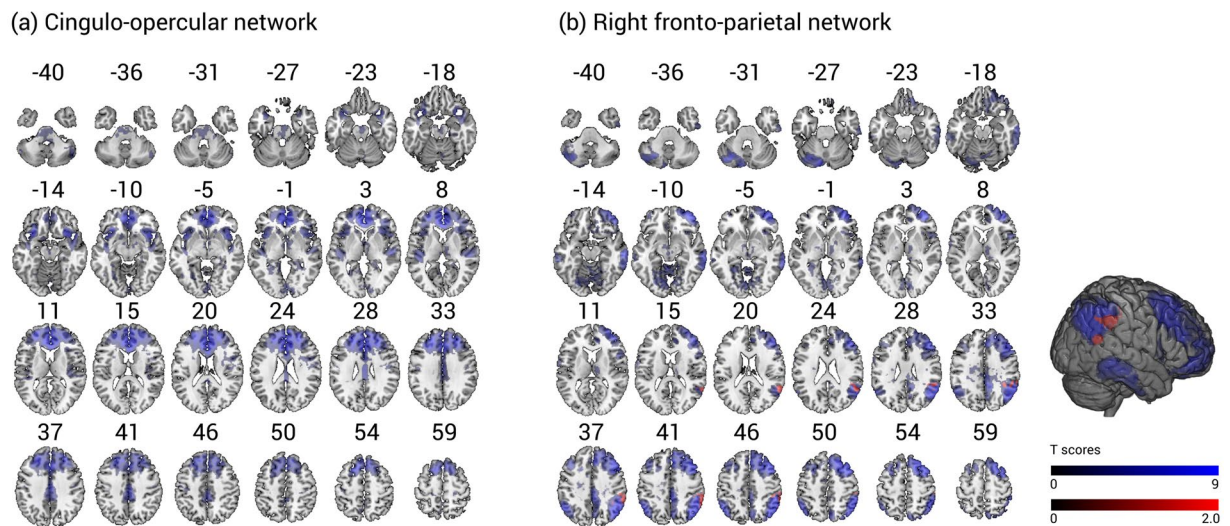 (a) Cingulo-opercular network
-40 -36 -31 -27 -23 -18
-14 -10 -5 -1 3 8
11 15 20 24 28 33
37 41 46 50 54 59
(b) Right fronto-parietal network
-40 -36 -31 -27 -23 -18
-14 -10 -5 -1 3 8
11 15 20 24 28 33
37 41 46 50 54 59
T scores
0 9
0 2.0